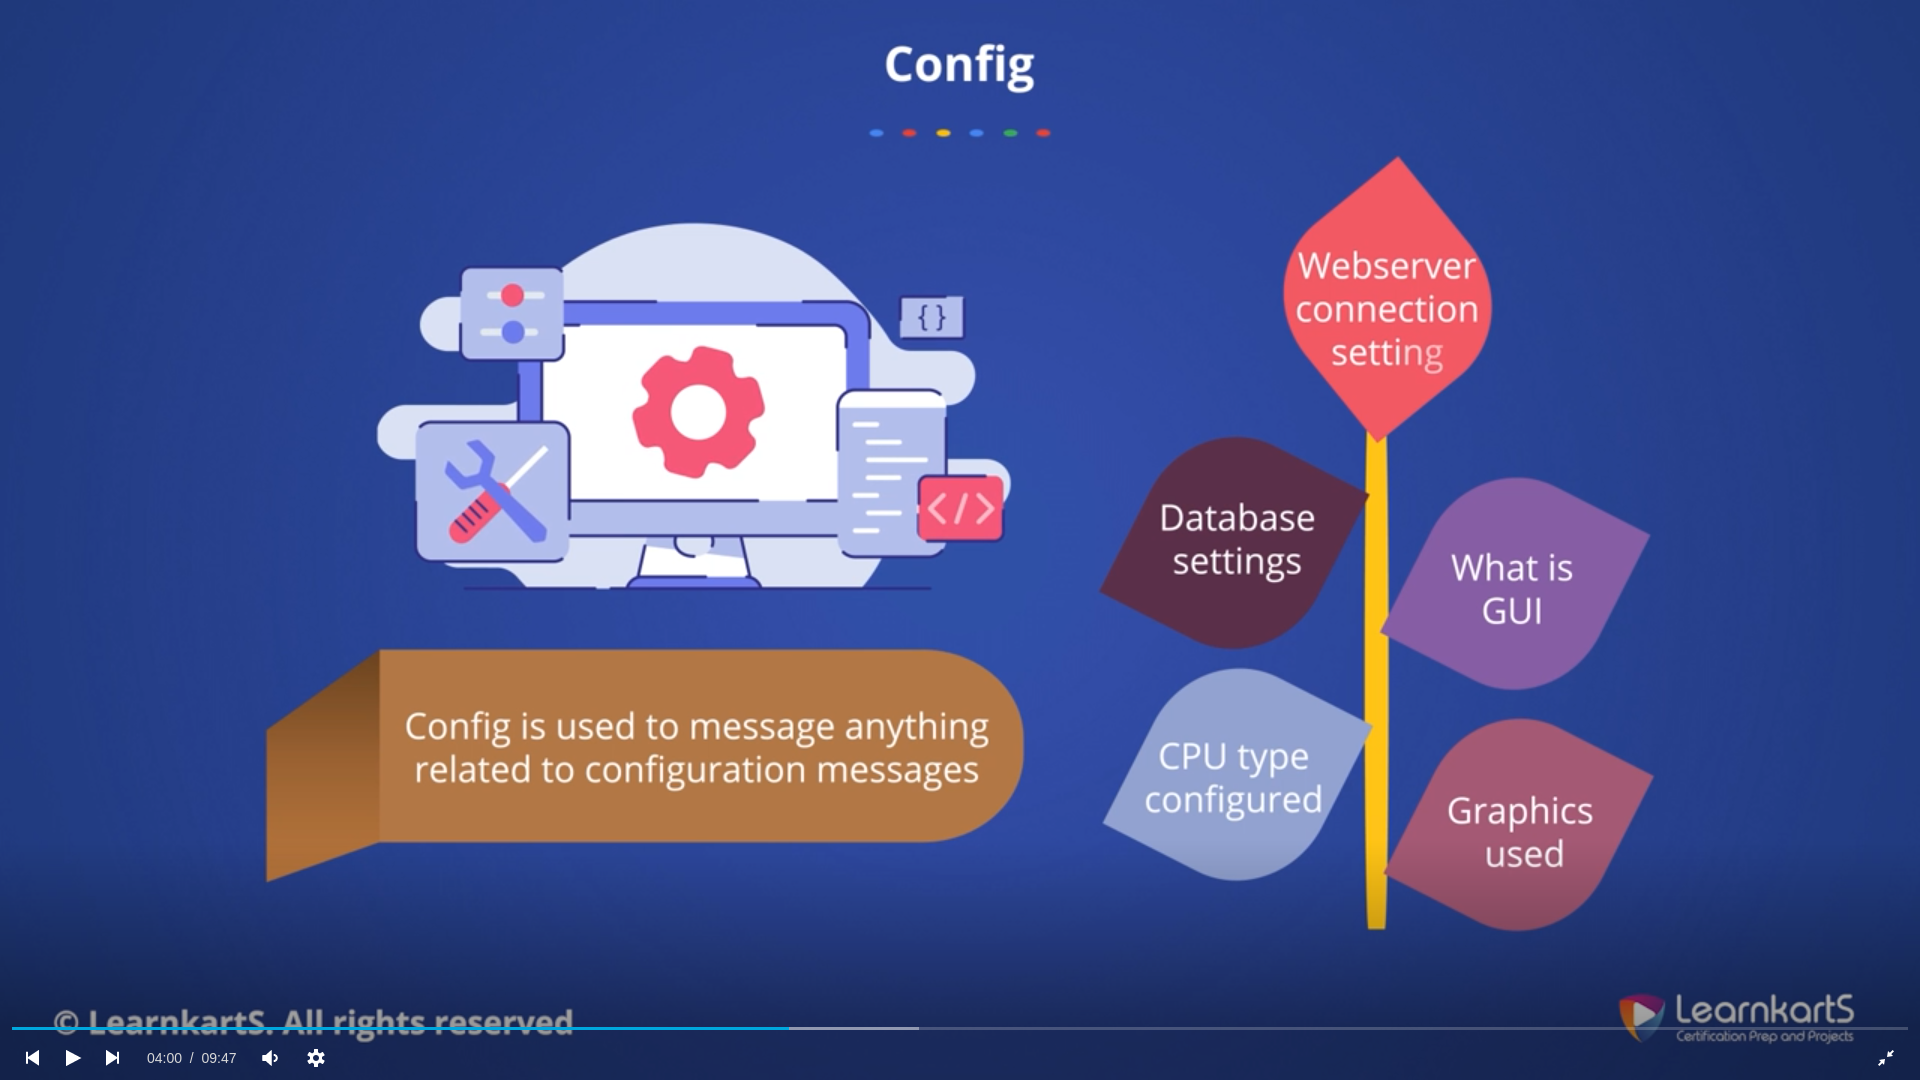 Config
{ }
</>
Webserver
connection
setting
Database
settings
What is
GUI
Config is used to message anything
related to configuration messages
CPU type
configured
Graphics
used
© LearnkartS. All rights reserved
LearnkartS
Certification Prep and Projects
04:00 / 09:47